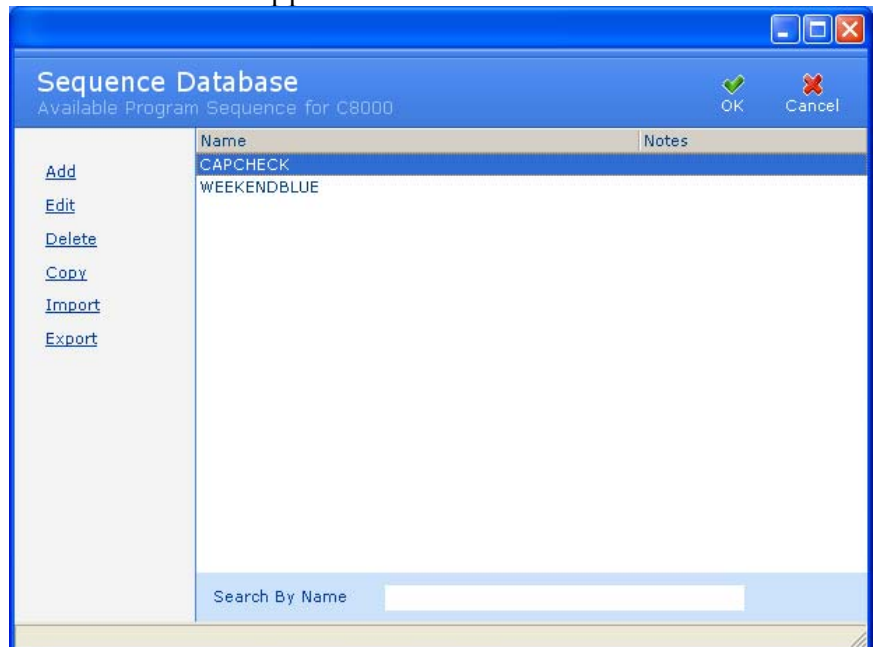 Sequence Database
Available Program Sequence for C8000
OK Cancel
Name Notes
CAPCHECK
WEEKENDBLUE
Add
Edit
Delete
Copy
Import
Export
Search By Name